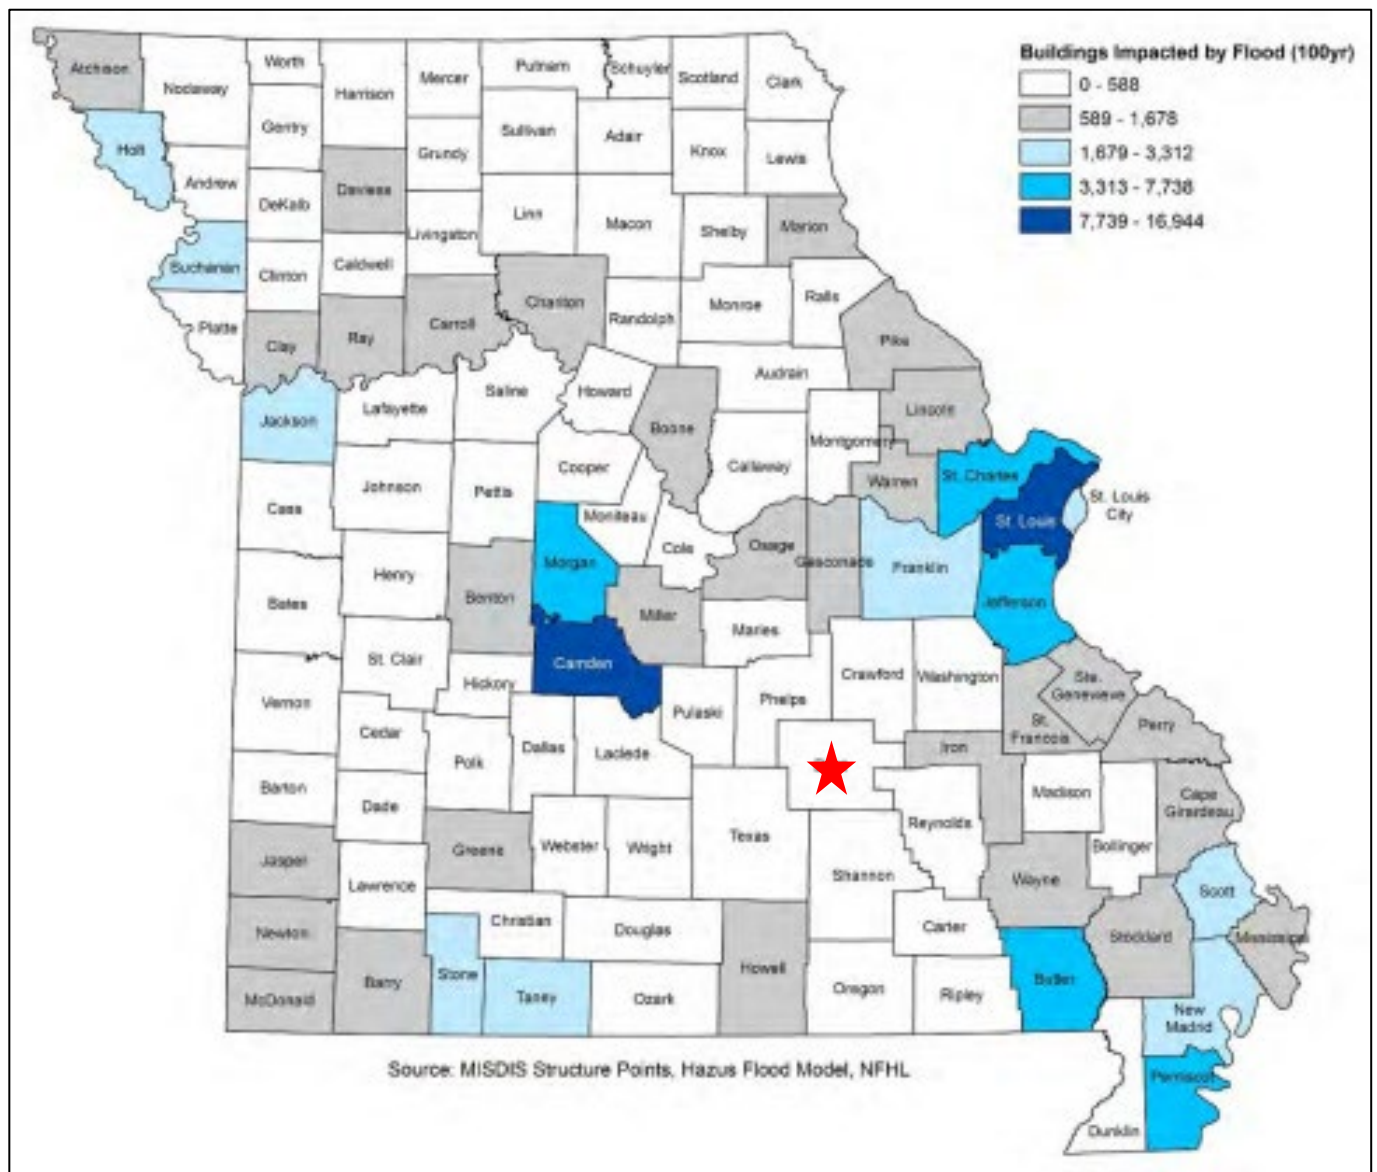 Buildings Impacted by Flood (100yr)
0 - 588
589 - 1,678
1,679 - 3,312
3,313 - 7,738
7,739 - 16,944
Atchison
Nodaway
Worth
Harrison
Mercer
Putnam
Schuyler
Scotland
Clark
Holt
Gentry
Sullivan
Adair
Knox
Lewis
Grundy
Andrew
DeKalb
Daviess
Livingston
Linn
Macon
Shelby
Marion
Buchanan
Clinton
Caldwell
Chariton
Monroe
Ralls
Platte
Clay
Ray
Carroll
Randolph
Pike
Audrain
Jackson
Lafayette
Saline
Howard
Boone
Lincoln
Montgomery
Callaway
Warren
St. Charles
Cooper
Johnson
Pettis
Cass
Moniteau
St. Louis
City
St. Louis
Cole
Osage
Gasconade
Franklin
Morgan
Henry
Benton
Bates
Miller
Maries
Jefferson
St. Clair
Camden
Hickory
Vernon
Pulaski
Phelps
Crawford
Washington
Ste.
Genevieve
St.
Francois
Perry
Cedar
Dallas
Laclede
Polk
Iron
Barton
Dade
Madison
Cape
Girardeau
Reynolds
Texas
Bollinger
Jasper
Greene
Webster
Wright
Lawrence
Shannon
Wayne
Scott
Newton
Christian
Douglas
Carter
Stoddard
Mississippi
McDonald
Barry
Stone
Taney
Ozark
Howell
Oregon
Ripley
Butler
New
Madrid
Pemiscot
Dunklin
Source: MISDIS Structure Points, Hazus Flood Model, NFHL